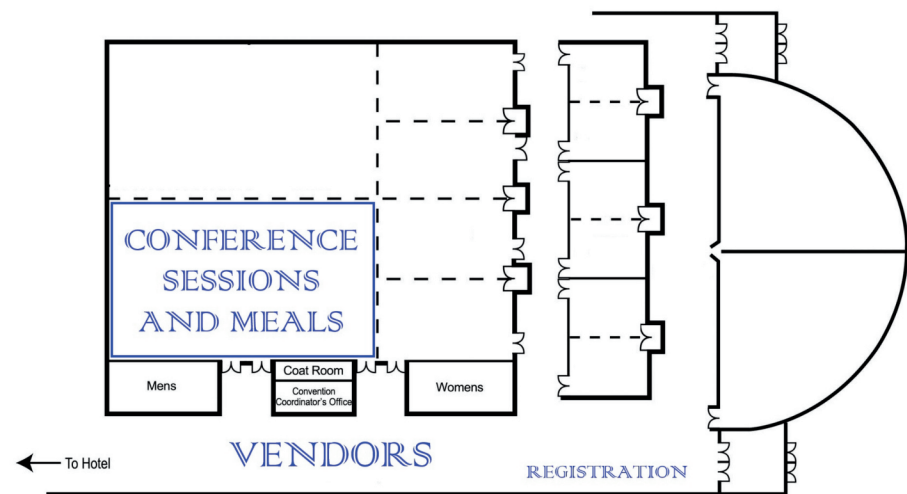 CONFERENCE
SESSIONS
AND MEALS
Mens
Coat Room
Convention
Coordinator's Office
Womens
VENDORS
To Hotel
REGISTRATION